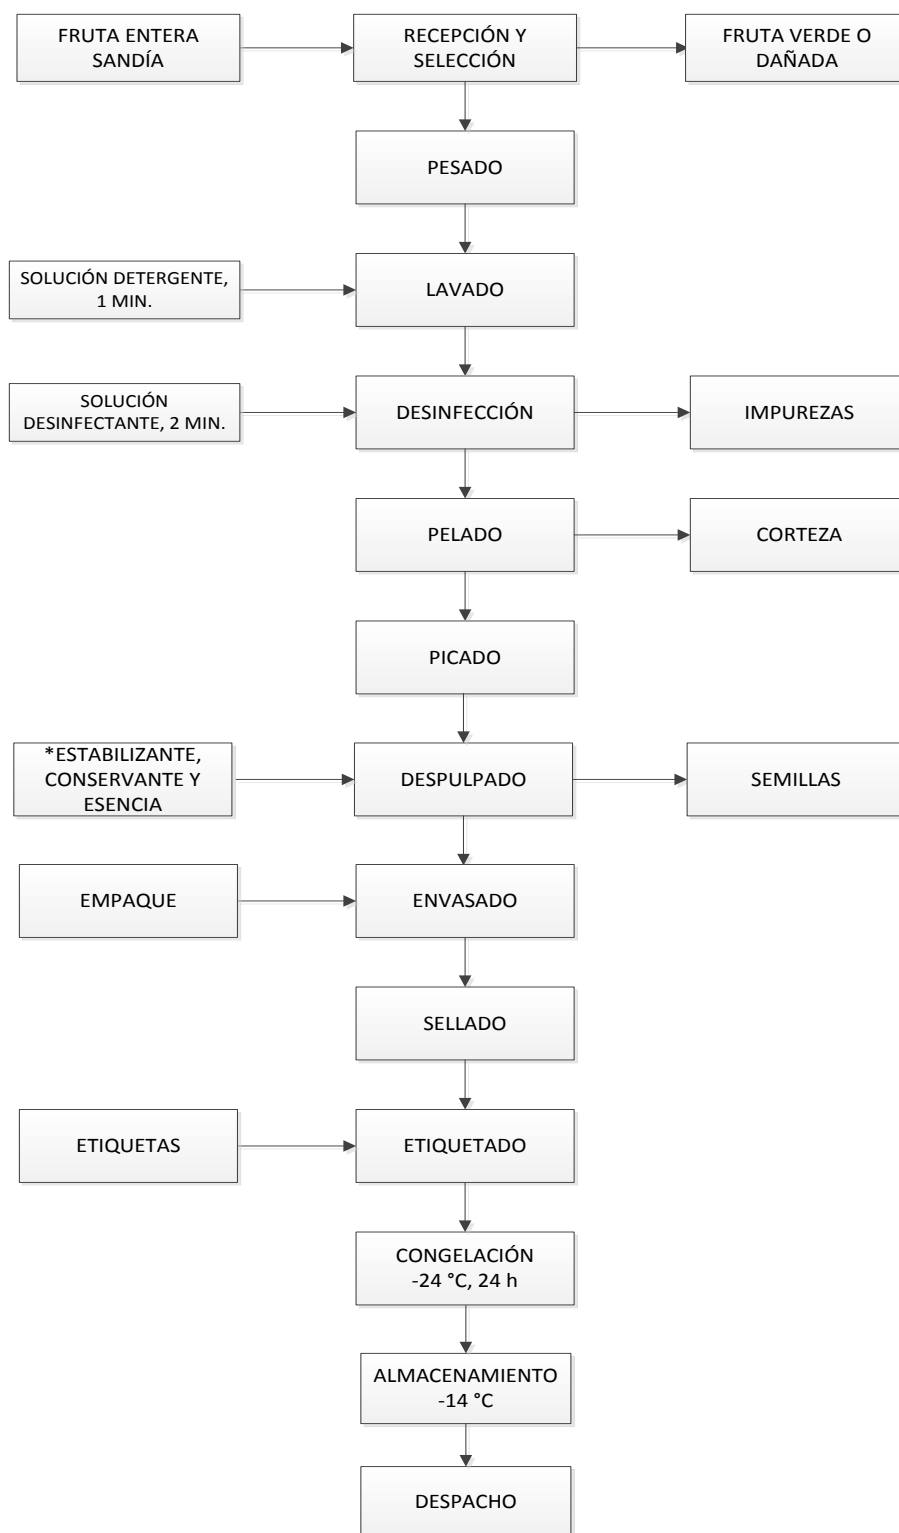 FRUTA ENTERA
SANDÍA
RECEPCIÓN Y
SELECCIÓN
FRUTA VERDE O
DAÑADA
PESADO
SOLUCIÓN DETERGENTE,
1 MIN.
LAVADO
SOLUCIÓN
DESINFECTANTE, 2 MIN.
DESINFECCIÓN
IMPUREZAS
PELADO
CORTEZA
PICADO
*ESTABILIZANTE,
CONSERVANTE Y
ESENCIA
DESPULPADO
SEMILLAS
EMPAQUE
ENVASADO
SELLADO
ETIQUETAS
ETIQUETADO
CONGELACIÓN
-24 °C, 24 h
ALMACENAMIENTO
-14 °C
DESPACHO